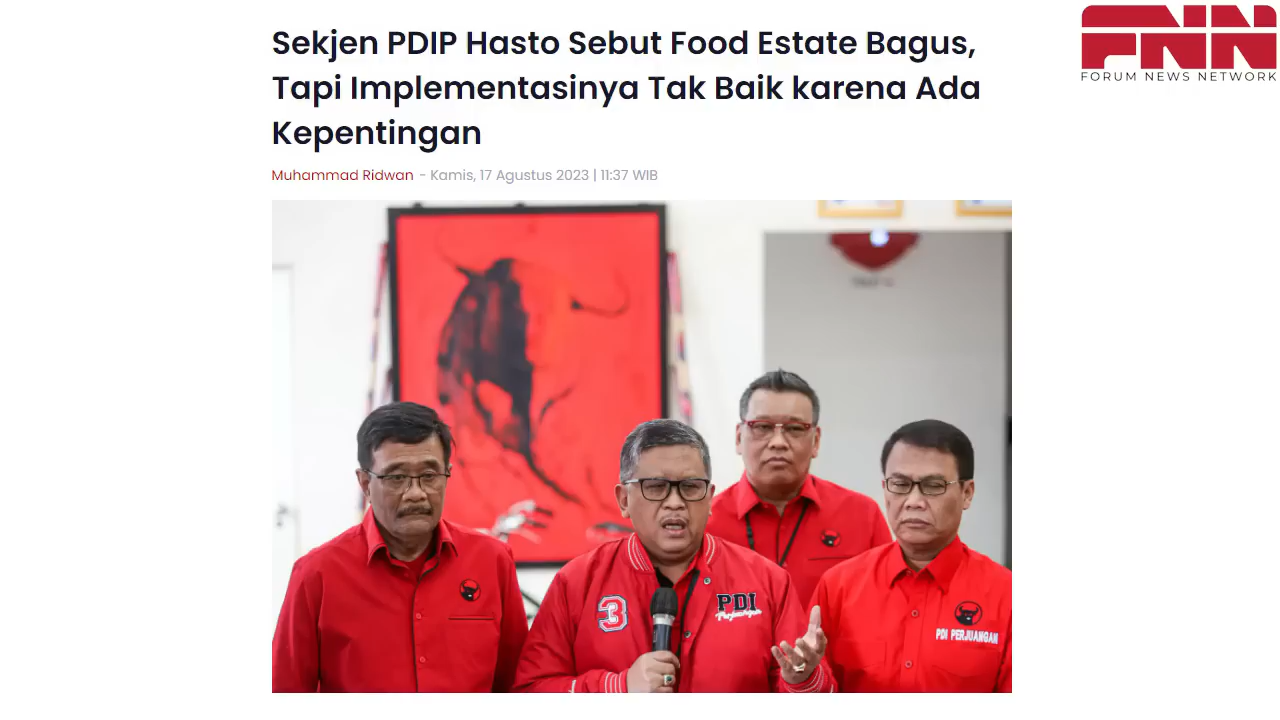 Sekjen PDIP Hasto Sebut Food Estate Bagus,
Tapi Implementasinya Tak Baik karena Ada
Kepentingan
Muhammad Ridwan - Kamis, 17 Agustus 2023 | 11:37 WIB
FNN
FORUM NEWS NETWORK
3
PDI
Perjuangan
PDI PERJUANGAN